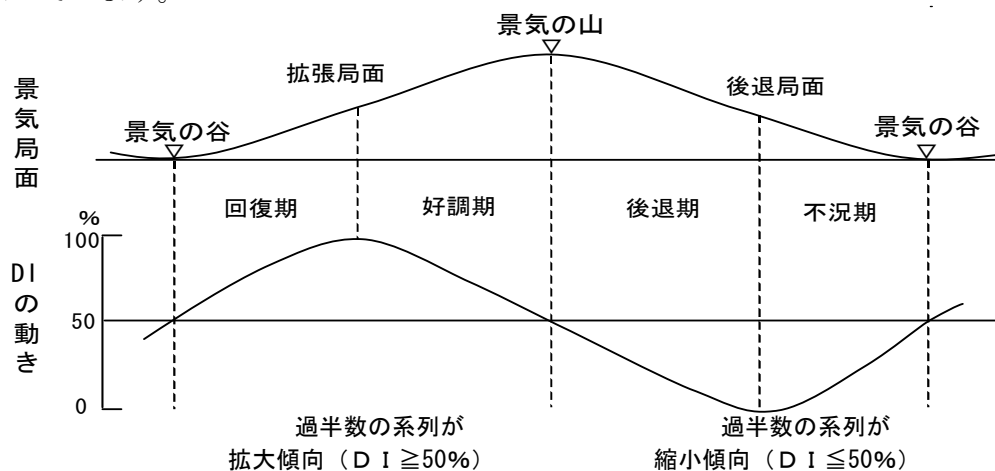 景気の山
拡張局面
後退局面
景気の谷
景気の谷
景気局面
回復期
好調期
後退期
不況期
%
100
50
0
DIの動き
過半数の系列が
拡大傾向（ＤＩ≧50%）
過半数の系列が
縮小傾向（ＤＩ≦50%）